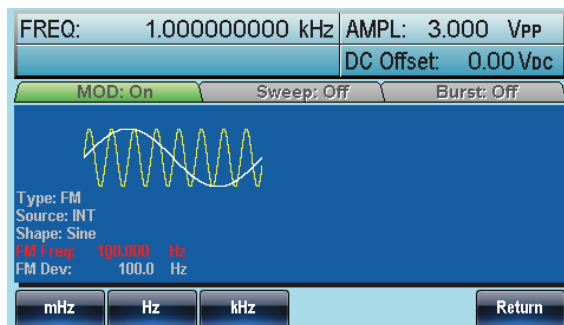 FREQ: 1.000000000 kHz AMPL: 3.000 VPP
DC Offset: 0.00 VDC
MOD: On Sweep: Off Burst: Off
Type: FM
Source: INT
Shape: Sine
FM Freq: 100.000 Hz
FM Dev: 100.0 Hz
mHz Hz kHz Return